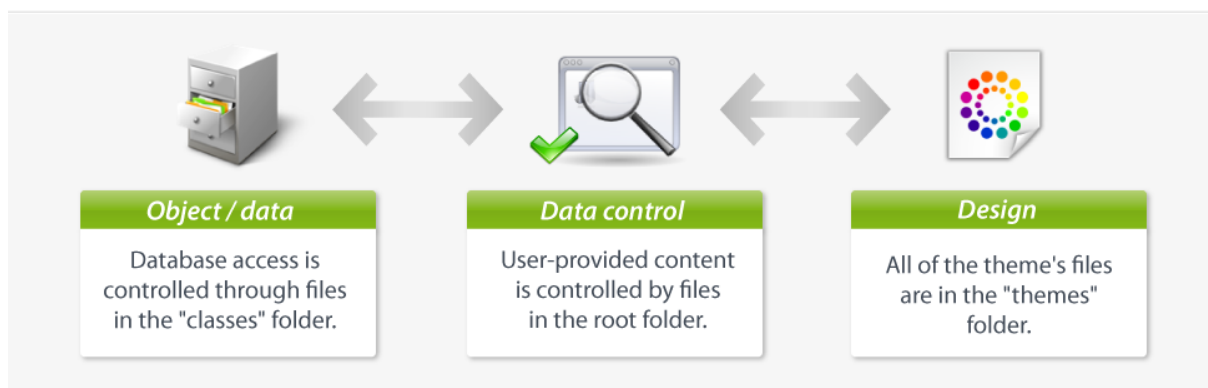 Object / data
Database access is
controlled through files
in the "classes" folder.
Data control
User-provided content
is controlled by files
in the root folder.
Design
All of the theme's files
are in the "themes"
folder.